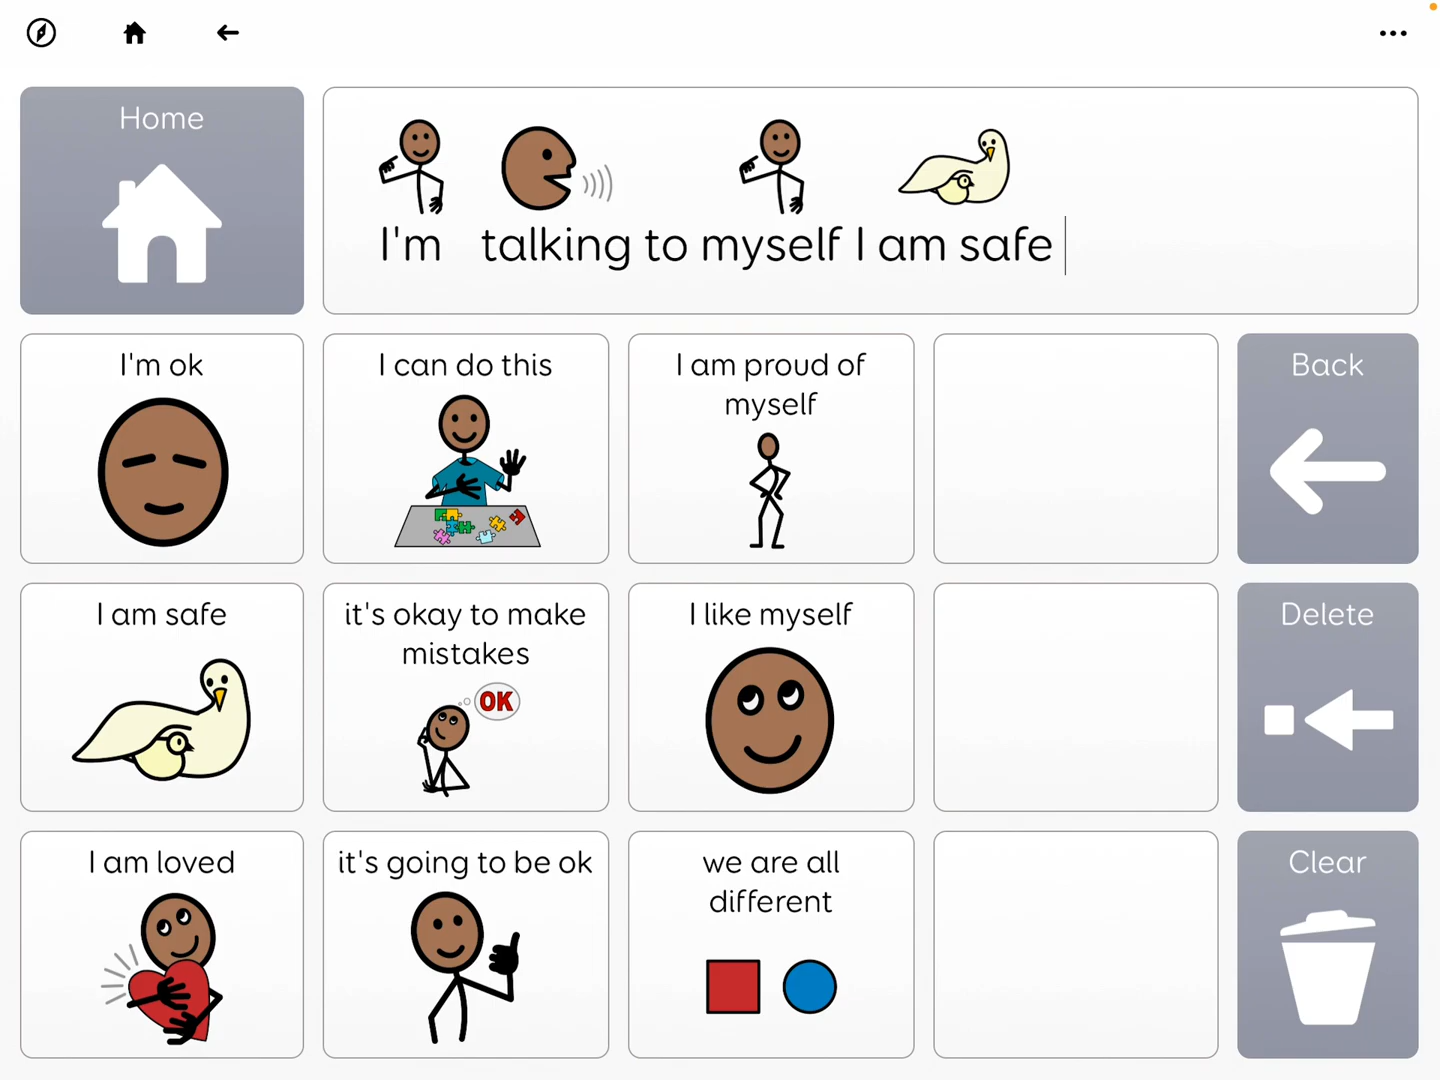 Home
I'm talking to myself I am safe
I'm ok
I can do this
I am proud of
myself
Back
I am safe
it's okay to make
mistakes
OK
I like myself
Delete
I am loved
it's going to be ok
we are all
different
Clear